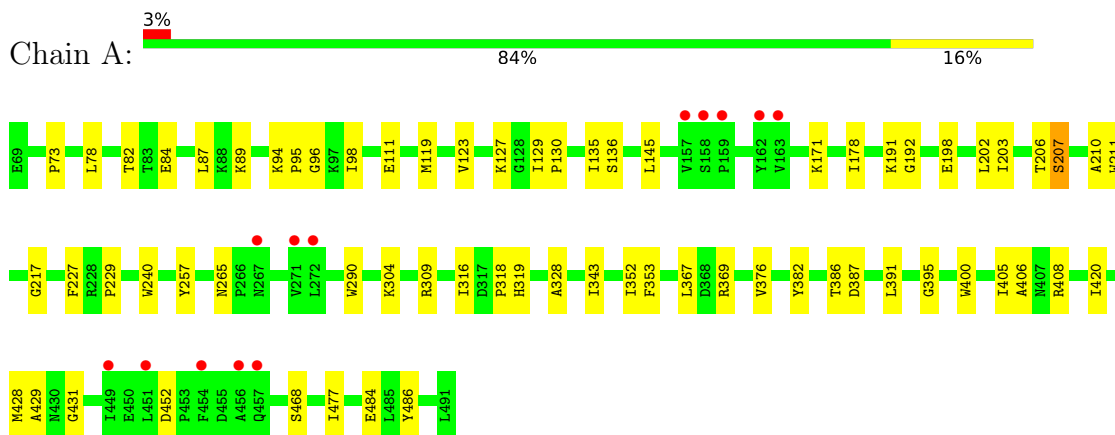 3%
Chain A:
84% 16%
E69 P73 L78 T82 T83 E84 L87 K88 K89 K94 P95 G96 K97 I98 E111 M119 V123 K127 G128 I129 P130 I135 S136 L145 V157 S158 P159 Y162 V163 K171 I178 K191 G192 E198 L202 I203 T206 S207 A210
G217 F227 R228 P229 W240 Y257 N265 P266 N267 V271 L272 W290 K304 R309 I316 D317 P318 H319 A328 I343 I352 F353 L367 D368 R369 V376 Y382 T386 D387 L391 G395 W400 I405 A406 N407 R408 I420
M428 A429 N430 G431 I449 E450 L451 D452 P453 F454 D455 A456 Q457 S468 I477 E484 L485 Y486 L491